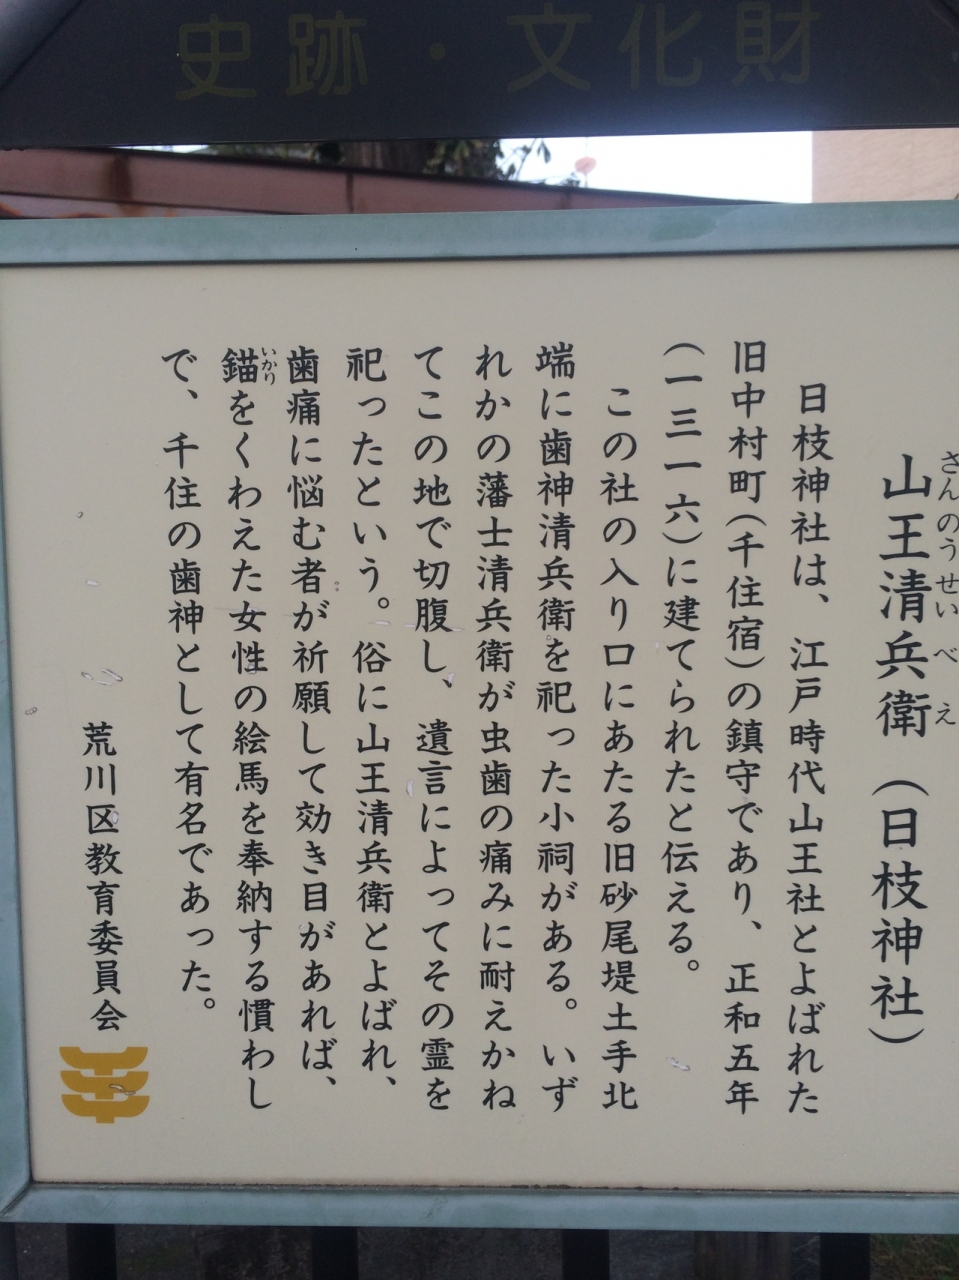 史跡・文化財
山王清兵衛（日枝神社）
さんのうせいべえ
日枝神社は、江戸時代山王社とよばれた
旧中村町（千住宿）の鎮守であり、正和五年
（一三一六）に建てられたと伝える。
この社の入り口にあたる旧砂尾堤土手北
端に歯神清兵衛を祀った小祠がある。いず
れかの藩士清兵衛が虫歯の痛みに耐えかね
てこの地で切腹し、遺言によってその霊を
祀ったという。俗に山王清兵衛とよばれ、
歯痛に悩む者が祈願して効き目があれば、
錨をくわえた女性の絵馬を奉納する慣わし
いかり
で、千住の歯神として有名であった。
荒川区教育委員会